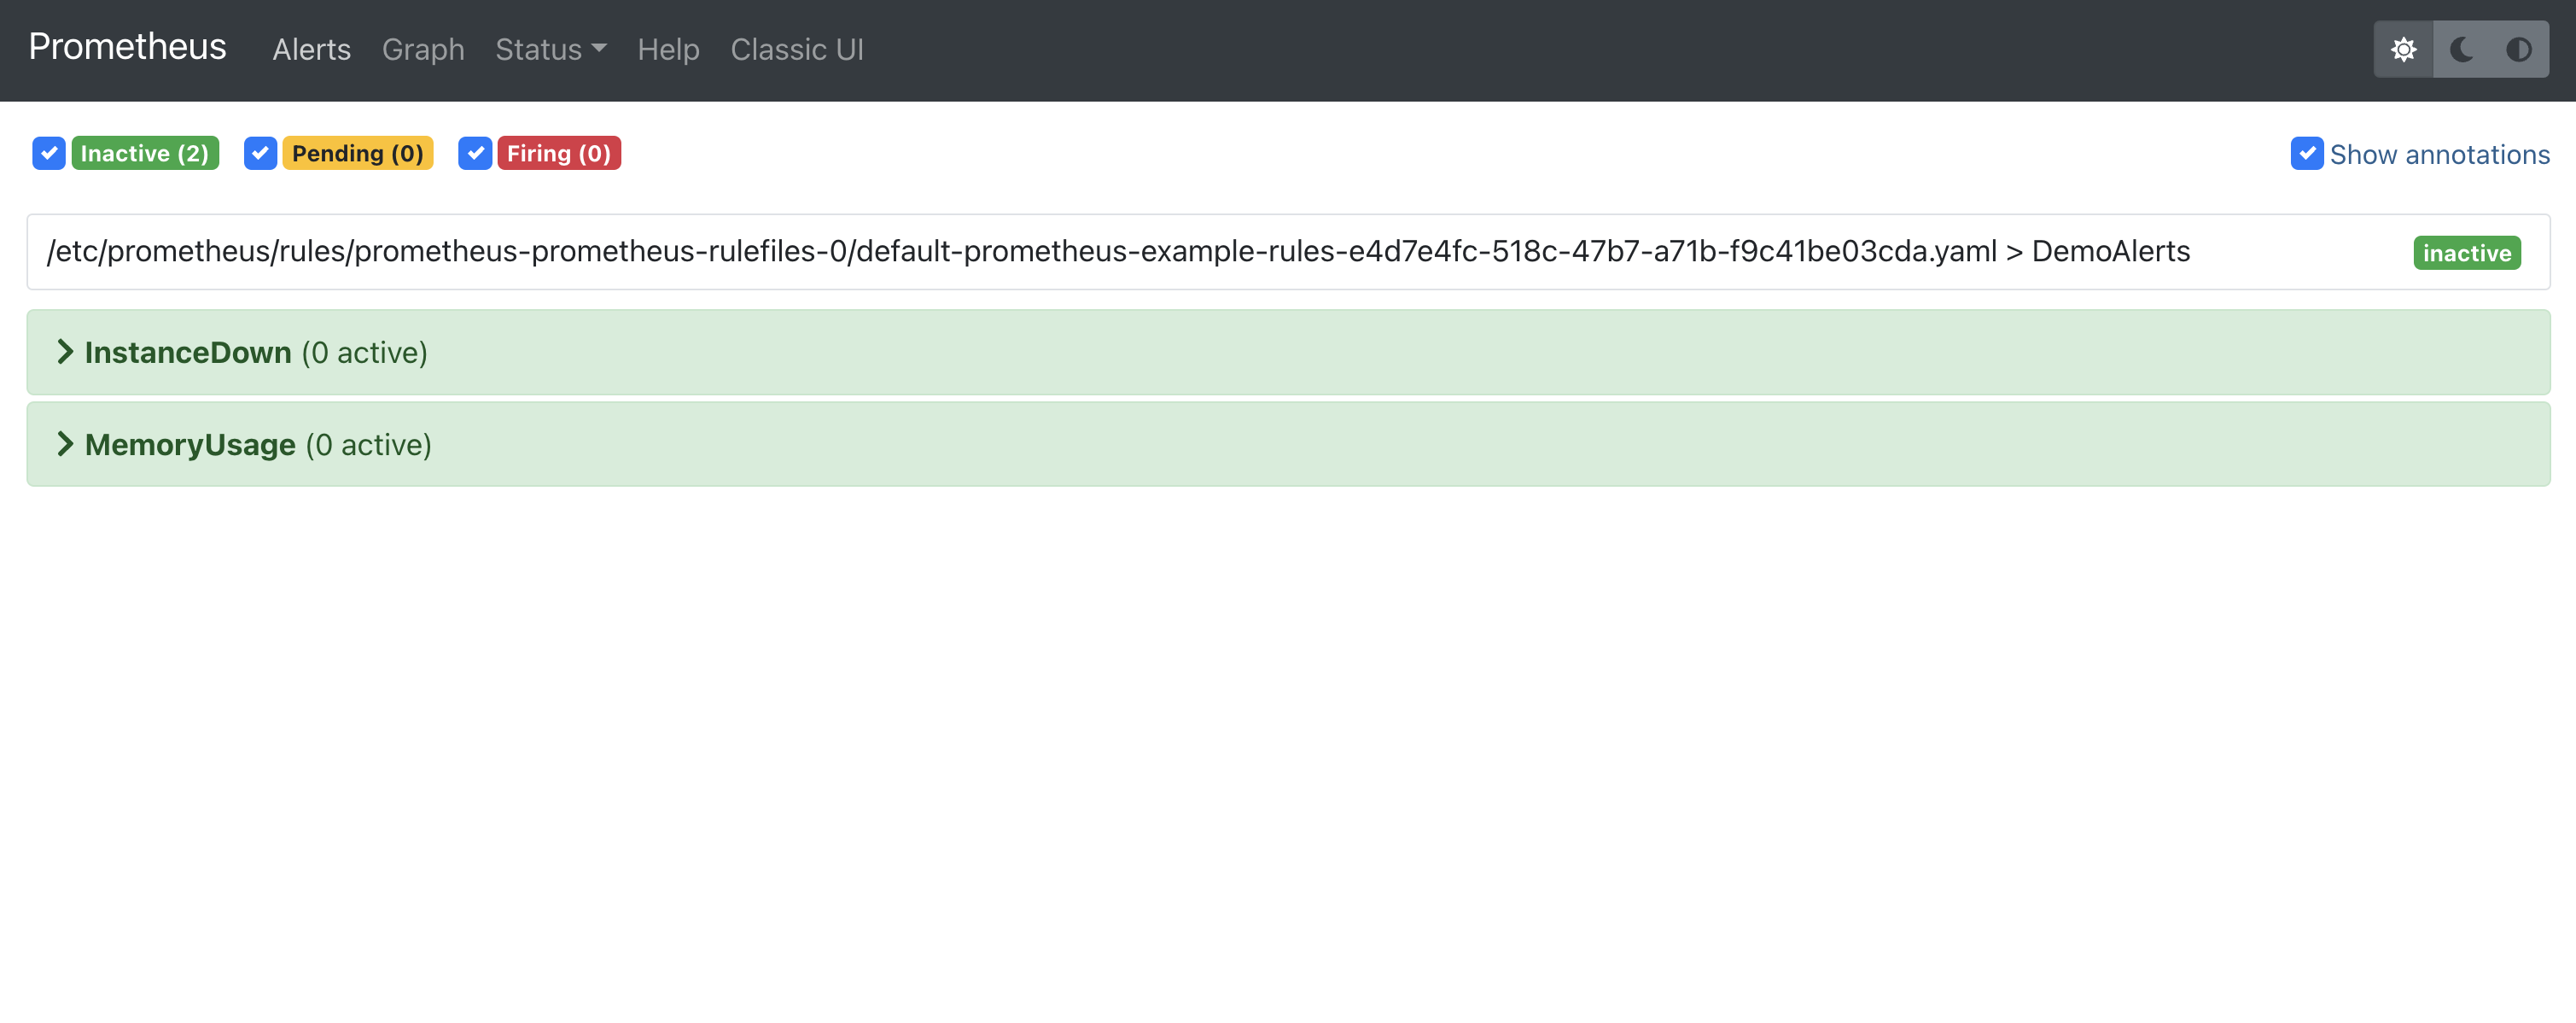 Prometheus Alerts Graph Status Help Classic UI
Inactive (2) Pending (0) Firing (0) Show annotations
/etc/prometheus/rules/prometheus-prometheus-rulefiles-0/default-prometheus-example-rules-e4d7e4fc-518c-47b7-a71b-f9c41be03cda.yaml > DemoAlerts inactive
InstanceDown (0 active)
MemoryUsage (0 active)